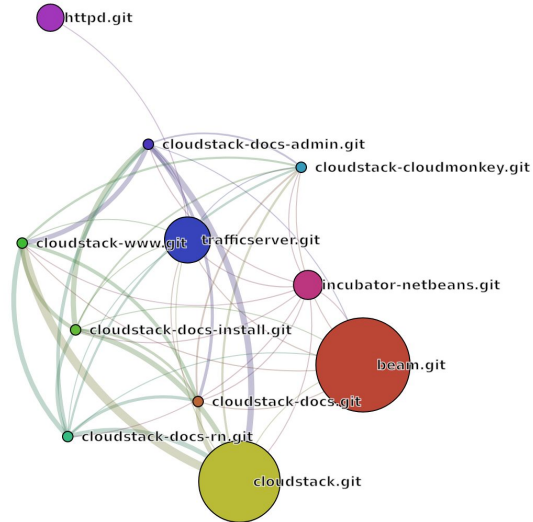 httpd.git
cloudstack-docs-admin.git
cloudstack-cloudmonkey.git
trafficserver.git
cloudstack-www.git
incubator-netbeans.git
cloudstack-docs-install.git
beam.git
cloudstack-docs.git
cloudstack-docs-rn.git
cloudstack.git